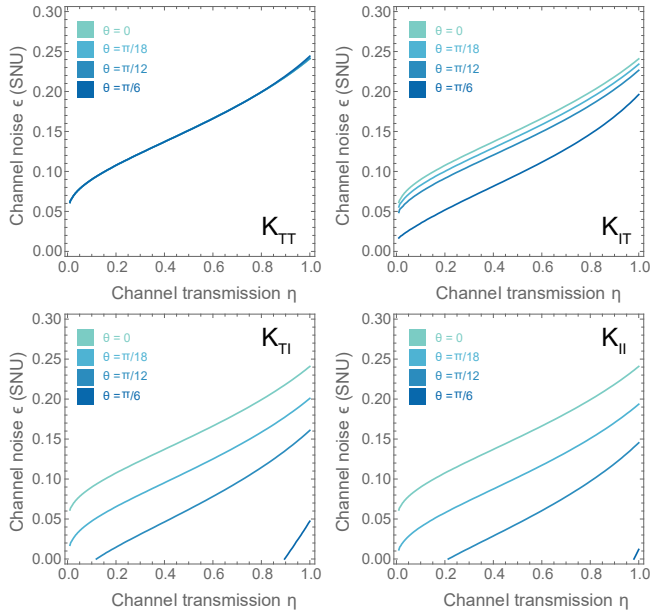 0.30
0.25
0.20
0.15
0.10
0.05
0.00
Channel noise ϵ (SNU)
θ = 0
θ = π/18
θ = π/12
θ = π/6
K_TT
0.0 0.2 0.4 0.6 0.8 1.0
Channel transmission η
0.30
0.25
0.20
0.15
0.10
0.05
0.00
Channel noise ϵ (SNU)
θ = 0
θ = π/18
θ = π/12
θ = π/6
K_IT
0.0 0.2 0.4 0.6 0.8 1.0
Channel transmission η
0.30
0.25
0.20
0.15
0.10
0.05
0.00
Channel noise ϵ (SNU)
θ = 0
θ = π/18
θ = π/12
θ = π/6
K_TI
0.0 0.2 0.4 0.6 0.8 1.0
Channel transmission η
0.30
0.25
0.20
0.15
0.10
0.05
0.00
Channel noise ϵ (SNU)
θ = 0
θ = π/18
θ = π/12
θ = π/6
K_II
0.0 0.2 0.4 0.6 0.8 1.0
Channel transmission η